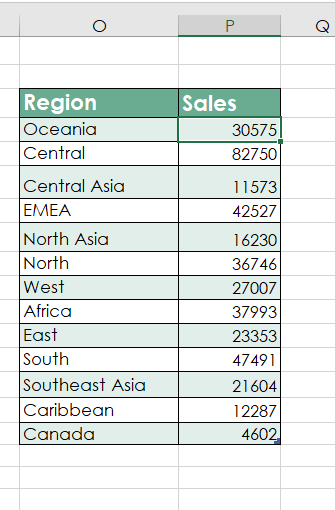 O P Q
Region Sales
Oceania 30575
Central 82750
Central Asia 11573
EMEA 42527
North Asia 16230
North 36746
West 27007
Africa 37993
East 23353
South 47491
Southeast Asia 21604
Caribbean 12287
Canada 4602